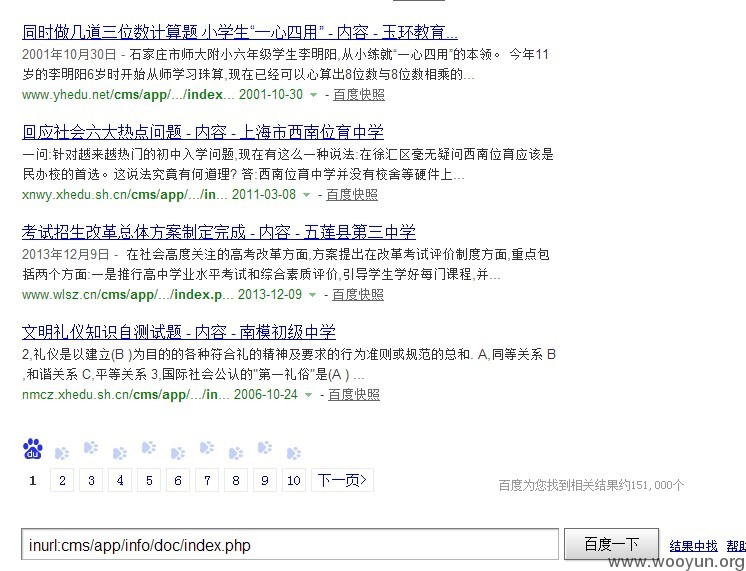 同时做几道三位数计算题 小学生“一心四用” - 内容 - 玉环教育...
2001年10月30日 - 石家庄市师大附小六年级学生李明阳,从小练就“一心四用”的本领。 今年11
岁的李明阳6岁时开始从师学习珠算,现在已经可以心算出8位数与8位数相乘的...
www.yhedu.net/cms/app/.../index... 2001-10-30 - 百度快照
回应社会六大热点问题 - 内容 - 上海市西南位育中学
一问:针对越来越热门的初中入学问题,现在有这么一种说法:在徐汇区毫无疑问西南位育应该是
民办校的首选。这说法究竟有何道理? 答:西南位育中学并没有校舍等硬件上...
xnwy.xhedu.sh.cn/cms/app/.../in... 2011-03-08 - 百度快照
考试招生改革总体方案制定完成 - 内容 - 五莲县第三中学
2013年12月9日 - 在社会高度关注的高考改革方面,方案提出在改革考试评价制度方面,重点包
括两个方面:一是推行高中学业水平考试和综合素质评价,引导学生学好每门课程,并...
www.wlsz.cn/cms/app/.../index.p... 2013-12-09 - 百度快照
文明礼仪知识自测试题 - 内容 - 南模初级中学
2,礼仪是以建立(B )为目的的各种符合礼的精神及要求的行为准则或规范的总和. A,同等关系 B
,和谐关系 C,平等关系 3,国际社会公认的"第一礼俗"是(A ) ...
nmcz.xhedu.sh.cn/cms/app/.../in... 2006-10-24 - 百度快照
du
1 2 3 4 5 6 7 8 9 10 下一页>
百度为您找到相关结果约151,000个
inurl:cms/app/info/doc/index.php 百度一下 结果中找 帮助
www.wooyun.org